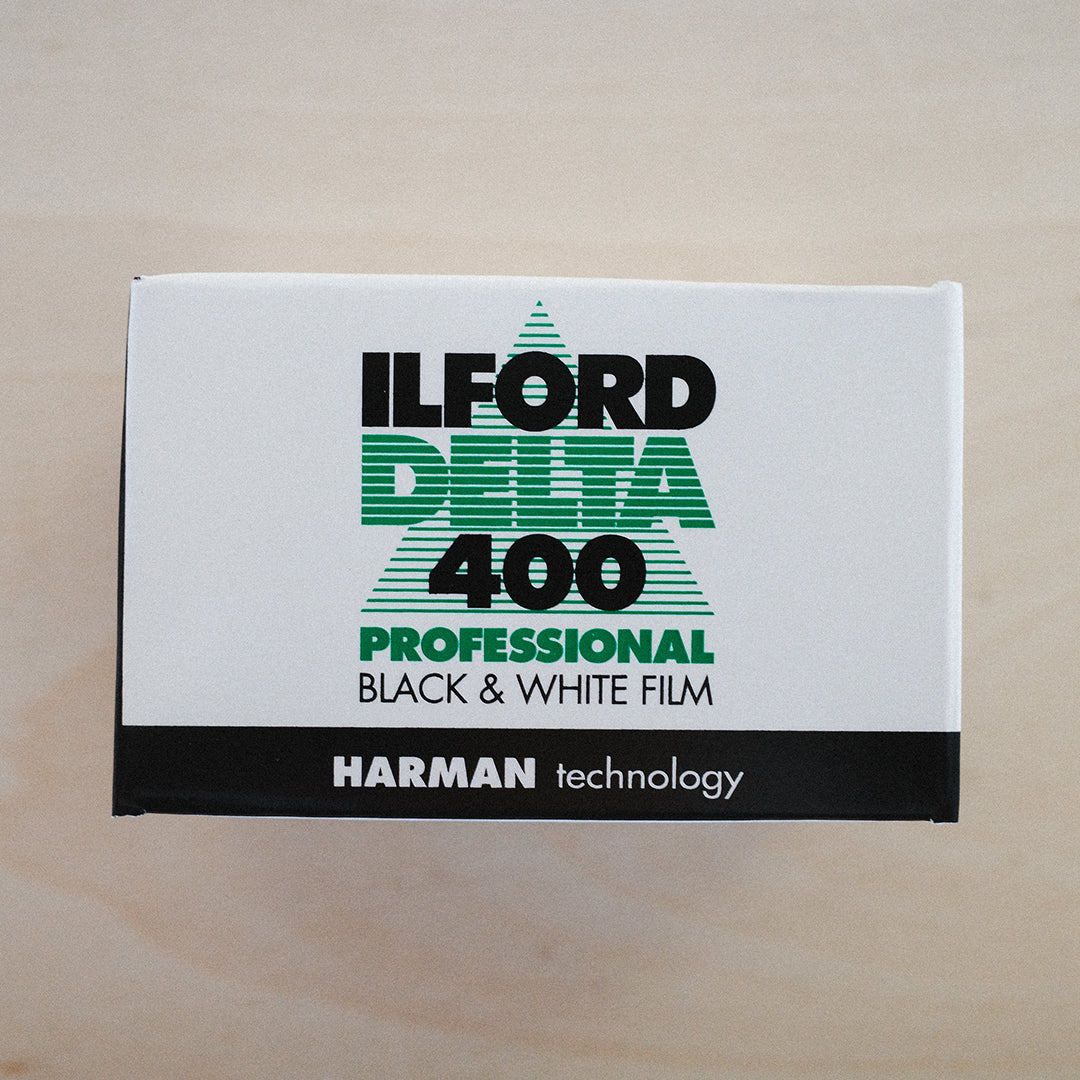 ILFORD
DELTA
400
PROFESSIONAL
BLACK & WHITE FILM
HARMAN technology